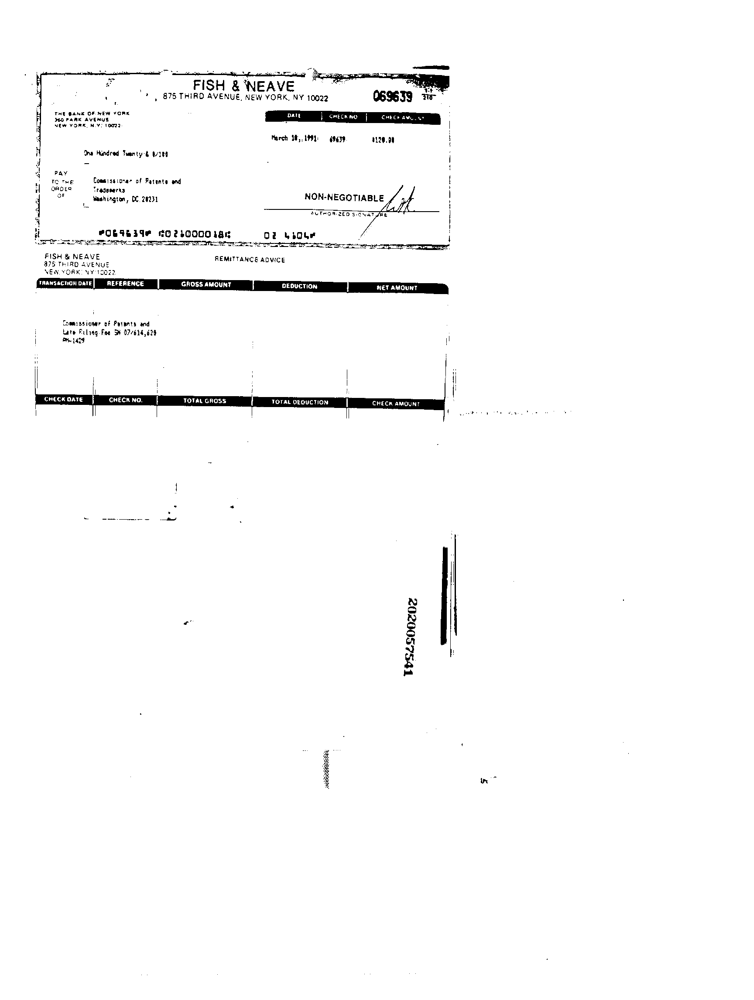 FISH & NEAVE
875 THIRD AVENUE, NEW YORK, NY 10022
069639
210
THE BANK OF NEW YORK
360 PARK AVENUE
NEW YORK, N.Y. 10022
DATE CHECK NO CHECK AMOUNT
March 18, 1991 69639 $120.00
One Hundred Twenty & 0/100
PAY
TO THE
ORDER
OF
Commissioner of Patents and
Trademarks
Washington, DC 20231
NON-NEGOTIABLE
AUTHORIZED SIGNATURE
⑈069639⑈ ⑆021000018⑆ 02 4104⑈
FISH & NEAVE
875 THIRD AVENUE
NEW YORK, NY 10022
REMITTANCE ADVICE
TRANSACTION DATE REFERENCE GROSS AMOUNT DEDUCTION NET AMOUNT
Commissioner of Patents and
Late Filing Fee SN 07/614,620
PM-1429
CHECK DATE CHECK NO. TOTAL GROSS TOTAL DEDUCTION CHECK AMOUNT
2020057541
5